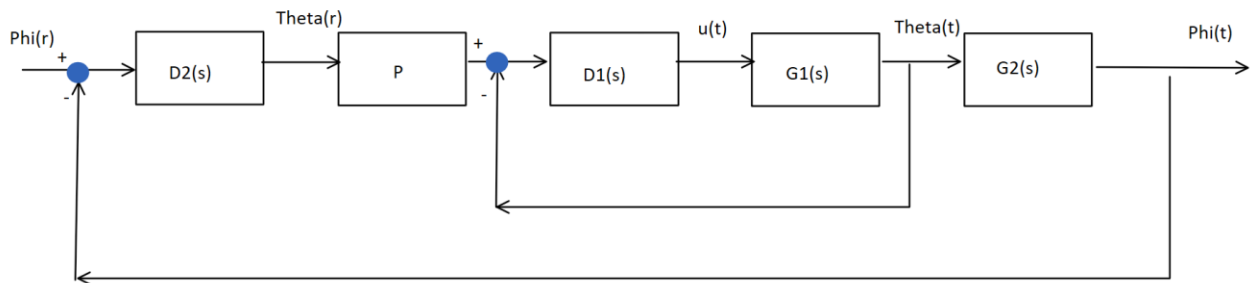 Phi(r)
+
-
D2(s)
Theta(r)
P
+
-
D1(s)
u(t)
G1(s)
Theta(t)
G2(s)
Phi(t)